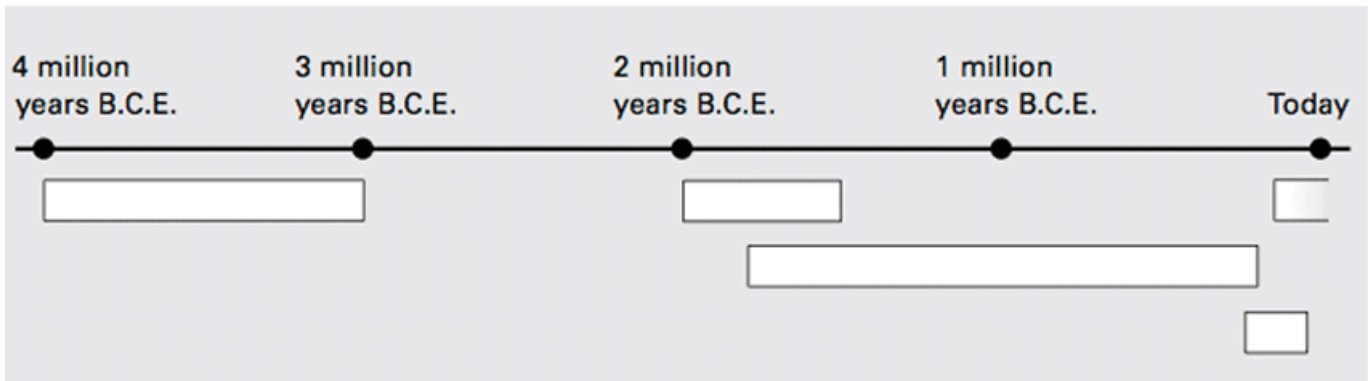 4 million
years B.C.E.
3 million
years B.C.E.
2 million
years B.C.E.
1 million
years B.C.E.
Today